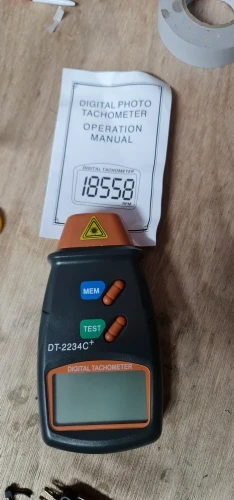 DIGITAL PHOTO
TACHOMETER
OPERATION
MANUAL
DIGITAL TACHOMETER
18558
RPM
MEM
TEST
DT-2234C+
DIGITAL TACHOMETER